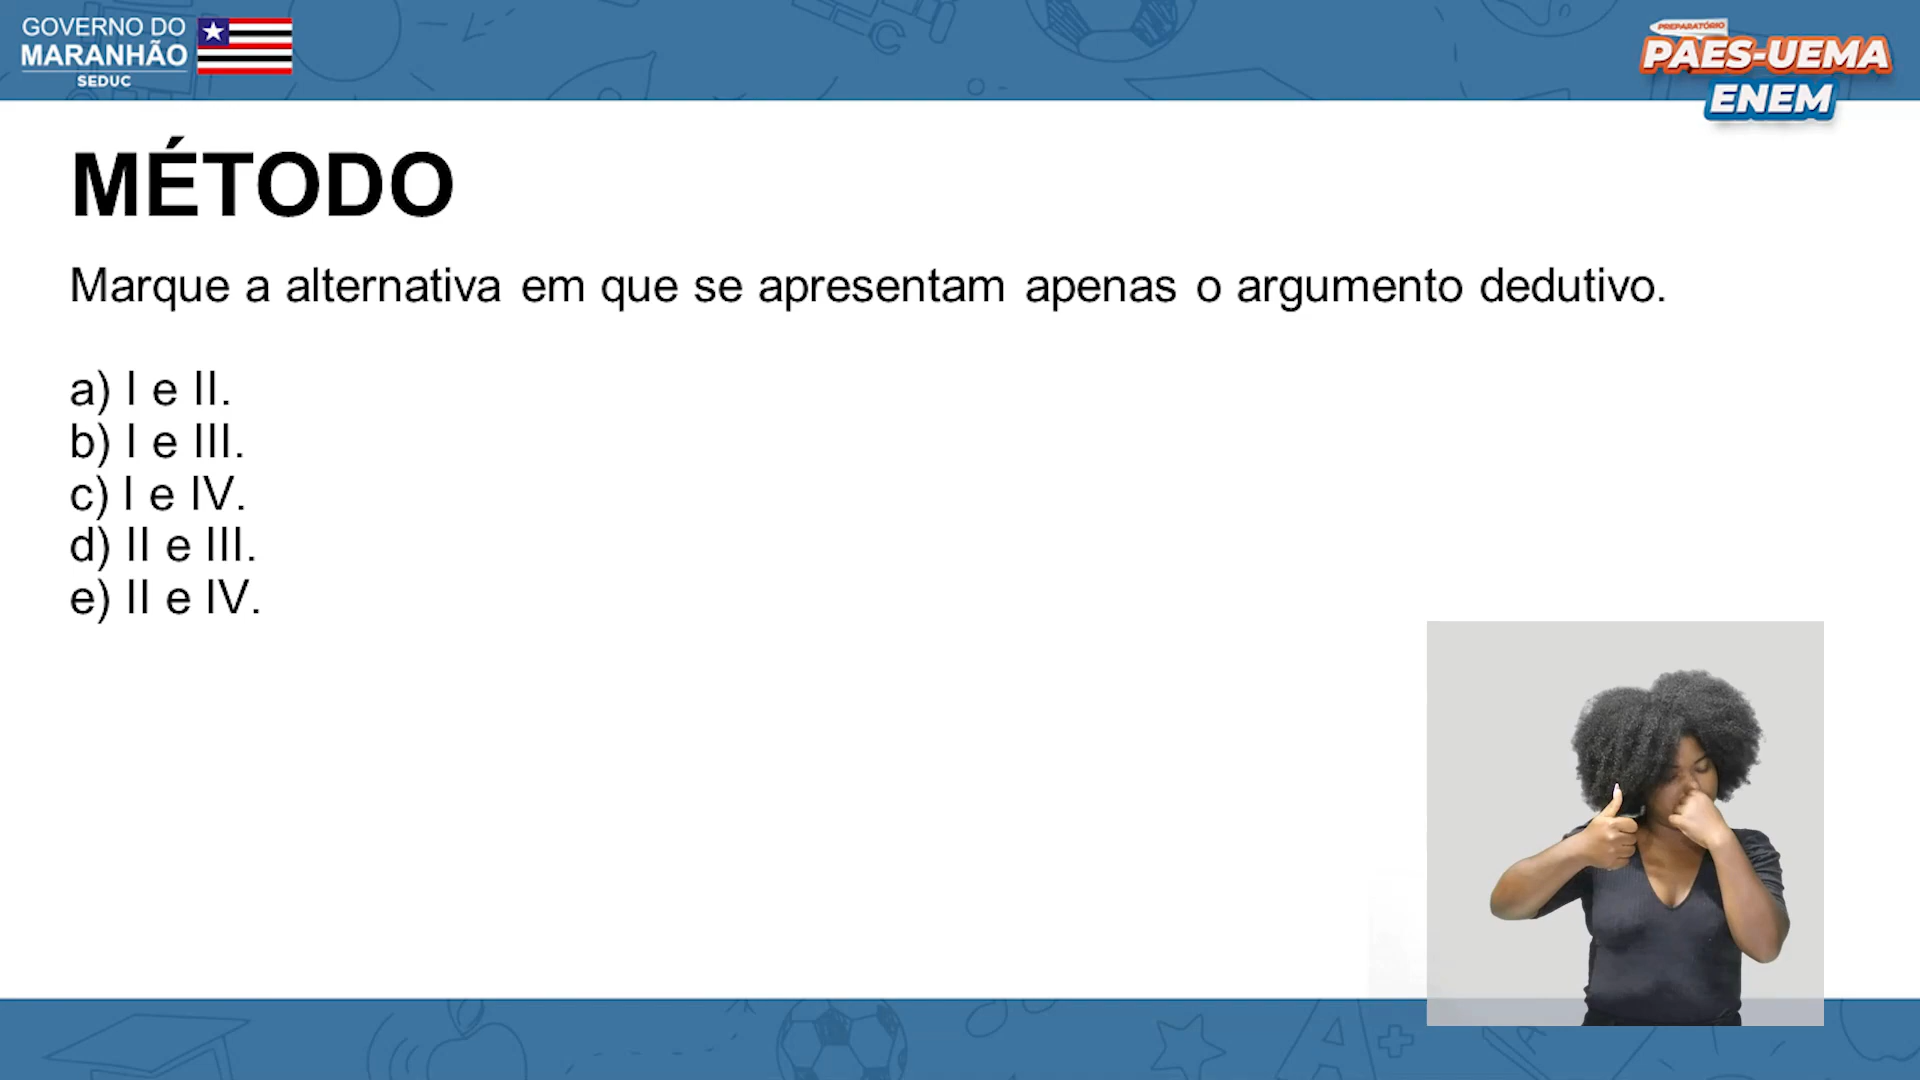 GOVERNO DO
MARANHÃO
SEDUC
PREPARATÓRIO
PAES-UEMA
ENEM
MÉTODO
Marque a alternativa em que se apresentam apenas o argumento dedutivo.
a) I e II.
b) I e III.
c) I e IV.
d) II e III.
e) II e IV.